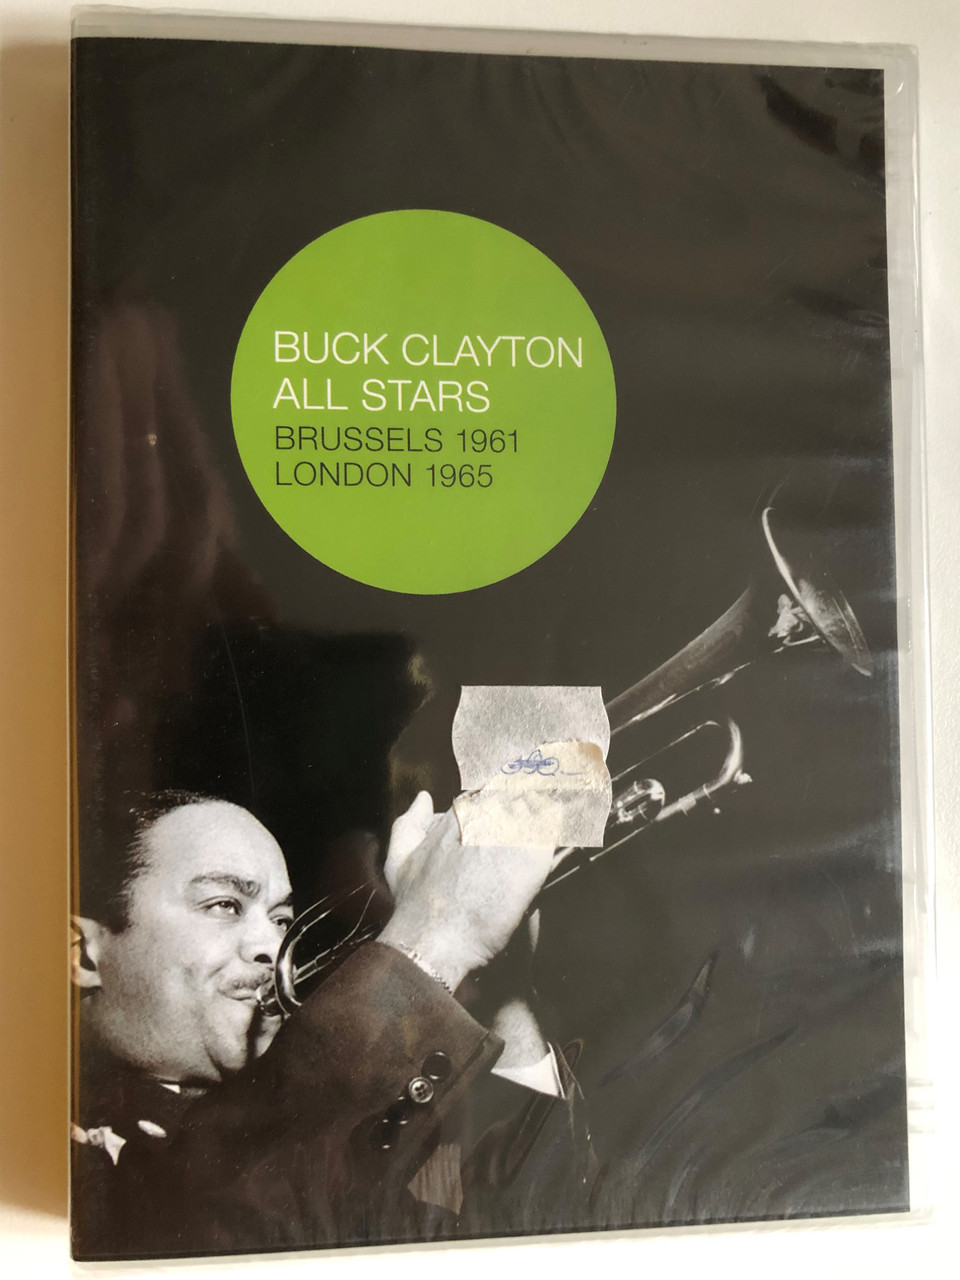 BUCK CLAYTON
ALL STARS
BRUSSELS 1961
LONDON 1965